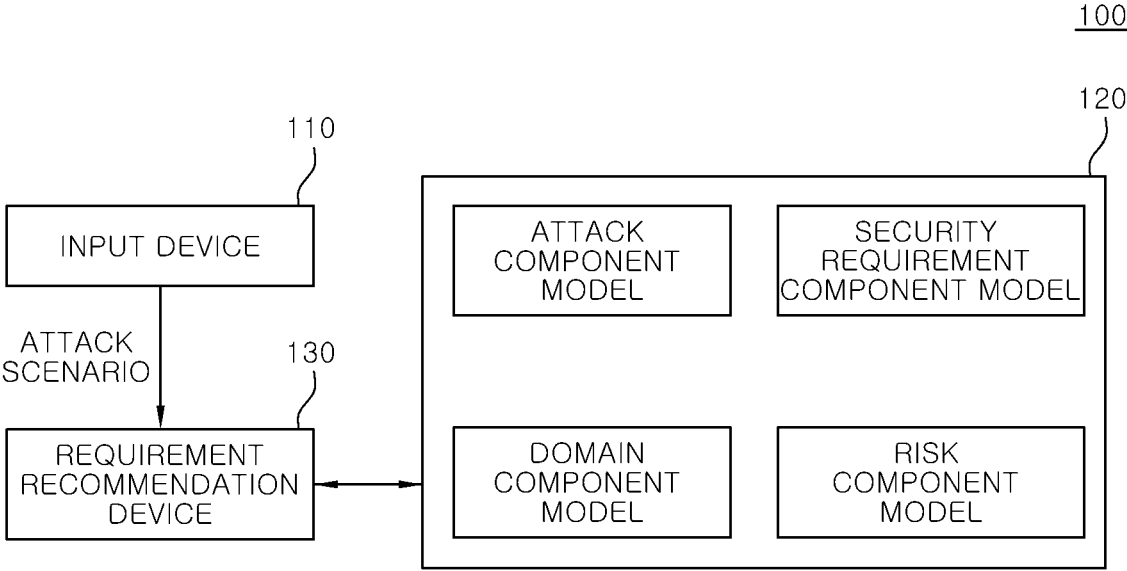 100
120
110
INPUT DEVICE
ATTACK
COMPONENT
MODEL
SECURITY
REQUIREMENT
COMPONENT MODEL
ATTACK
SCENARIO
130
REQUIREMENT
RECOMMENDATION
DEVICE
DOMAIN
COMPONENT
MODEL
RISK
COMPONENT
MODEL